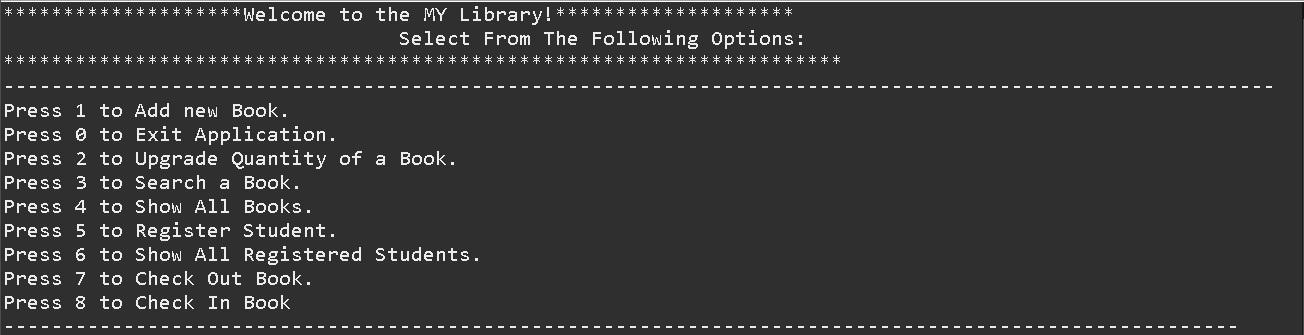 ********************Welcome to the MY Library!********************
Select From The Following Options:
**********************************************************************
----------------------------------------------------------------------------------------------------------
Press 1 to Add new Book.
Press 0 to Exit Application.
Press 2 to Upgrade Quantity of a Book.
Press 3 to Search a Book.
Press 4 to Show All Books.
Press 5 to Register Student.
Press 6 to Show All Registered Students.
Press 7 to Check Out Book.
Press 8 to Check In Book
-------------------------------------------------------------------------------------------------------